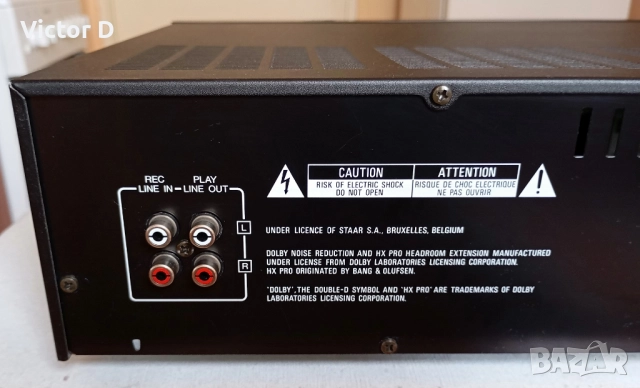 Victor D
REC
LINE IN
PLAY
LINE OUT
L
R
CAUTION
RISK OF ELECTRIC SHOCK
DO NOT OPEN
ATTENTION
RISQUE DE CHOC ELECTRIQUE
NE PAS OUVRIR
UNDER LICENCE OF STAAR S.A., BRUXELLES, BELGIUM
DOLBY NOISE REDUCTION AND HX PRO HEADROOM EXTENSION MANUFACTURED
UNDER LICENSE FROM DOLBY LABORATORIES LICENSING CORPORATION.
HX PRO ORIGINATED BY BANG & OLUFSEN.
"DOLBY", THE DOUBLE-D SYMBOL AND "HX PRO" ARE TRADEMARKS OF DOLBY
LABORATORIES LICENSING CORPORATION.
BAZAR.BG